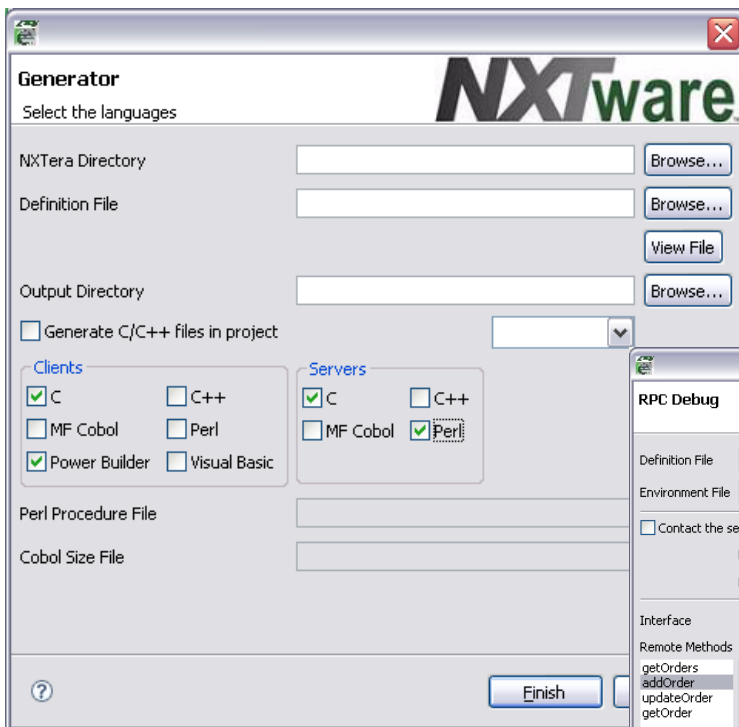 Generator
Select the languages
NXTware
NXTera Directory
Browse...
Definition File
Browse...
View File
Output Directory
Browse...
Generate C/C++ files in project
Clients
C
C++
MF Cobol
Perl
Power Builder
Visual Basic
Servers
C
C++
MF Cobol
Perl
Perl Procedure File
Cobol Size File
Finish
RPC Debug
Definition File
Environment File
Contact the se
Interface
Remote Methods
getOrders
addOrder
updateOrder
getOrder